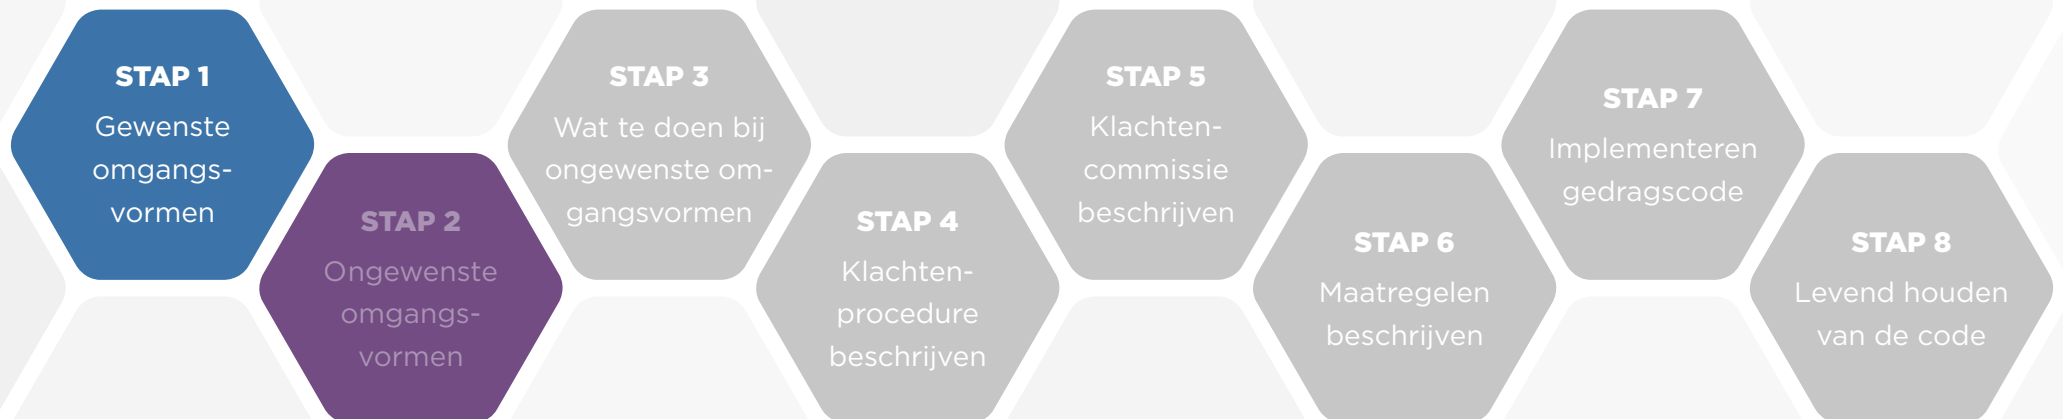 STAP 1
Gewenste
omgangs-
vormen
STAP 2
Ongewenste
omgangs-
vormen
STAP 3
Wat te doen bij
ongewenste om-
gangsvormen
STAP 4
Klachten-
procedure
beschrijven
STAP 5
Klachten-
commissie
beschrijven
STAP 6
Maatregelen
beschrijven
STAP 7
Implementeren
gedragscode
STAP 8
Levend houden
van de code